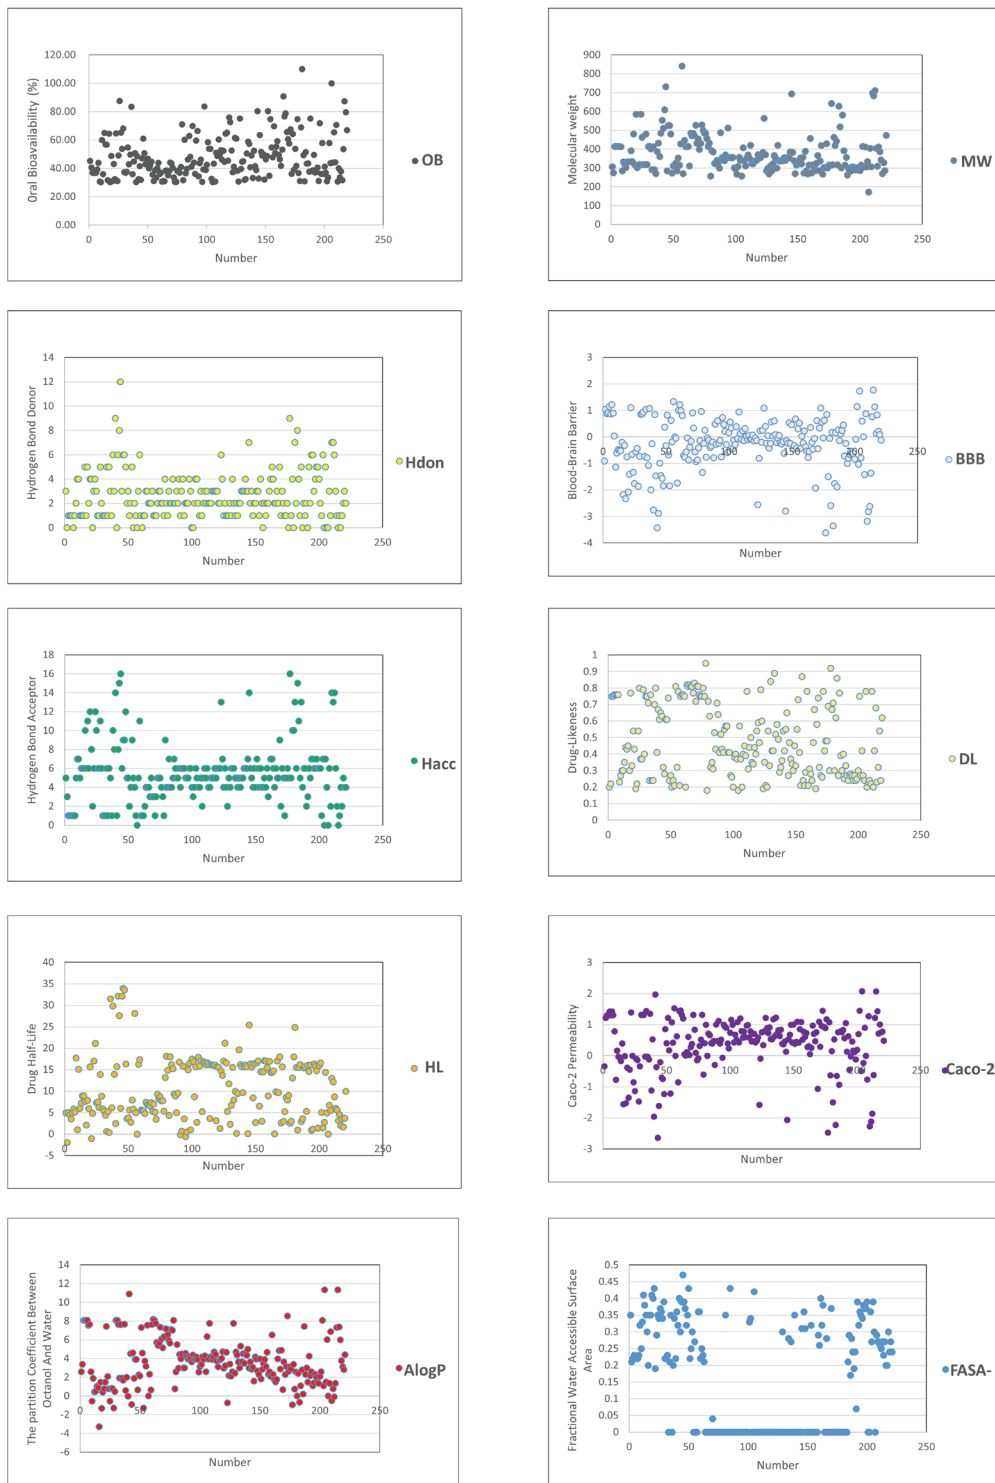 120.00
100.00
80.00
60.00
40.00
20.00
0.00
0ral Bioavailability (%)
0 50 100 150 200 250
Number
OB
900
800
700
600
500
400
300
200
100
0
Molecular weight
0 50 100 150 200 250
Number
MW
14
12
10
8
6
4
2
0
Hydrogen Bond Donor
0 50 100 150 200 250
Number
Hdon
3
2
1
0
-1
-2
-3
-4
Blood-Brain Barrier
0 50 100 150 200 250
Number
BBB
18
16
14
12
10
8
6
4
2
0
Hydrogen Bond Acceptor
0 50 100 150 200 250
Number
Hacc
1
0.9
0.8
0.7
0.6
0.5
0.4
0.3
0.2
0.1
0
Drug-Likeness
0 50 100 150 200 250
Number
DL
40
35
30
25
20
15
10
5
0
-5
Drug Half-Life
0 50 100 150 200 250
Number
HL
3
2
1
0
-1
-2
-3
Caco-2 Permeability
0 50 100 150 200 250
Number
Caco-2
14
12
10
8
6
4
2
0
-2
-4
-6
The partition Coefficient Between
Octanol And Water
0 50 100 150 200 250
Number
AlogP
0.5
0.45
0.4
0.35
0.3
0.25
0.2
0.15
0.1
0.05
0
Fractional Water Accessible Surface
Area
0 50 100 150 200 250
Number
FASA-